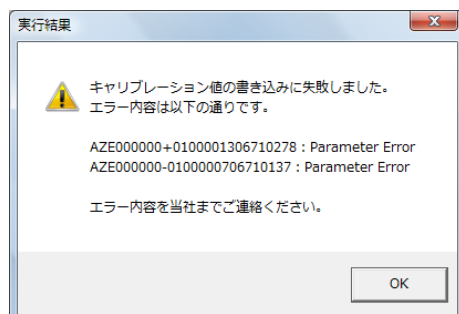 実行結果
キャリブレーション値の書き込みに失敗しました。
エラー内容は以下の通りです。
AZE000000+0100001306710278 : Parameter Error
AZE000000-0100000706710137 : Parameter Error
エラー内容を当社までご連絡ください。
OK